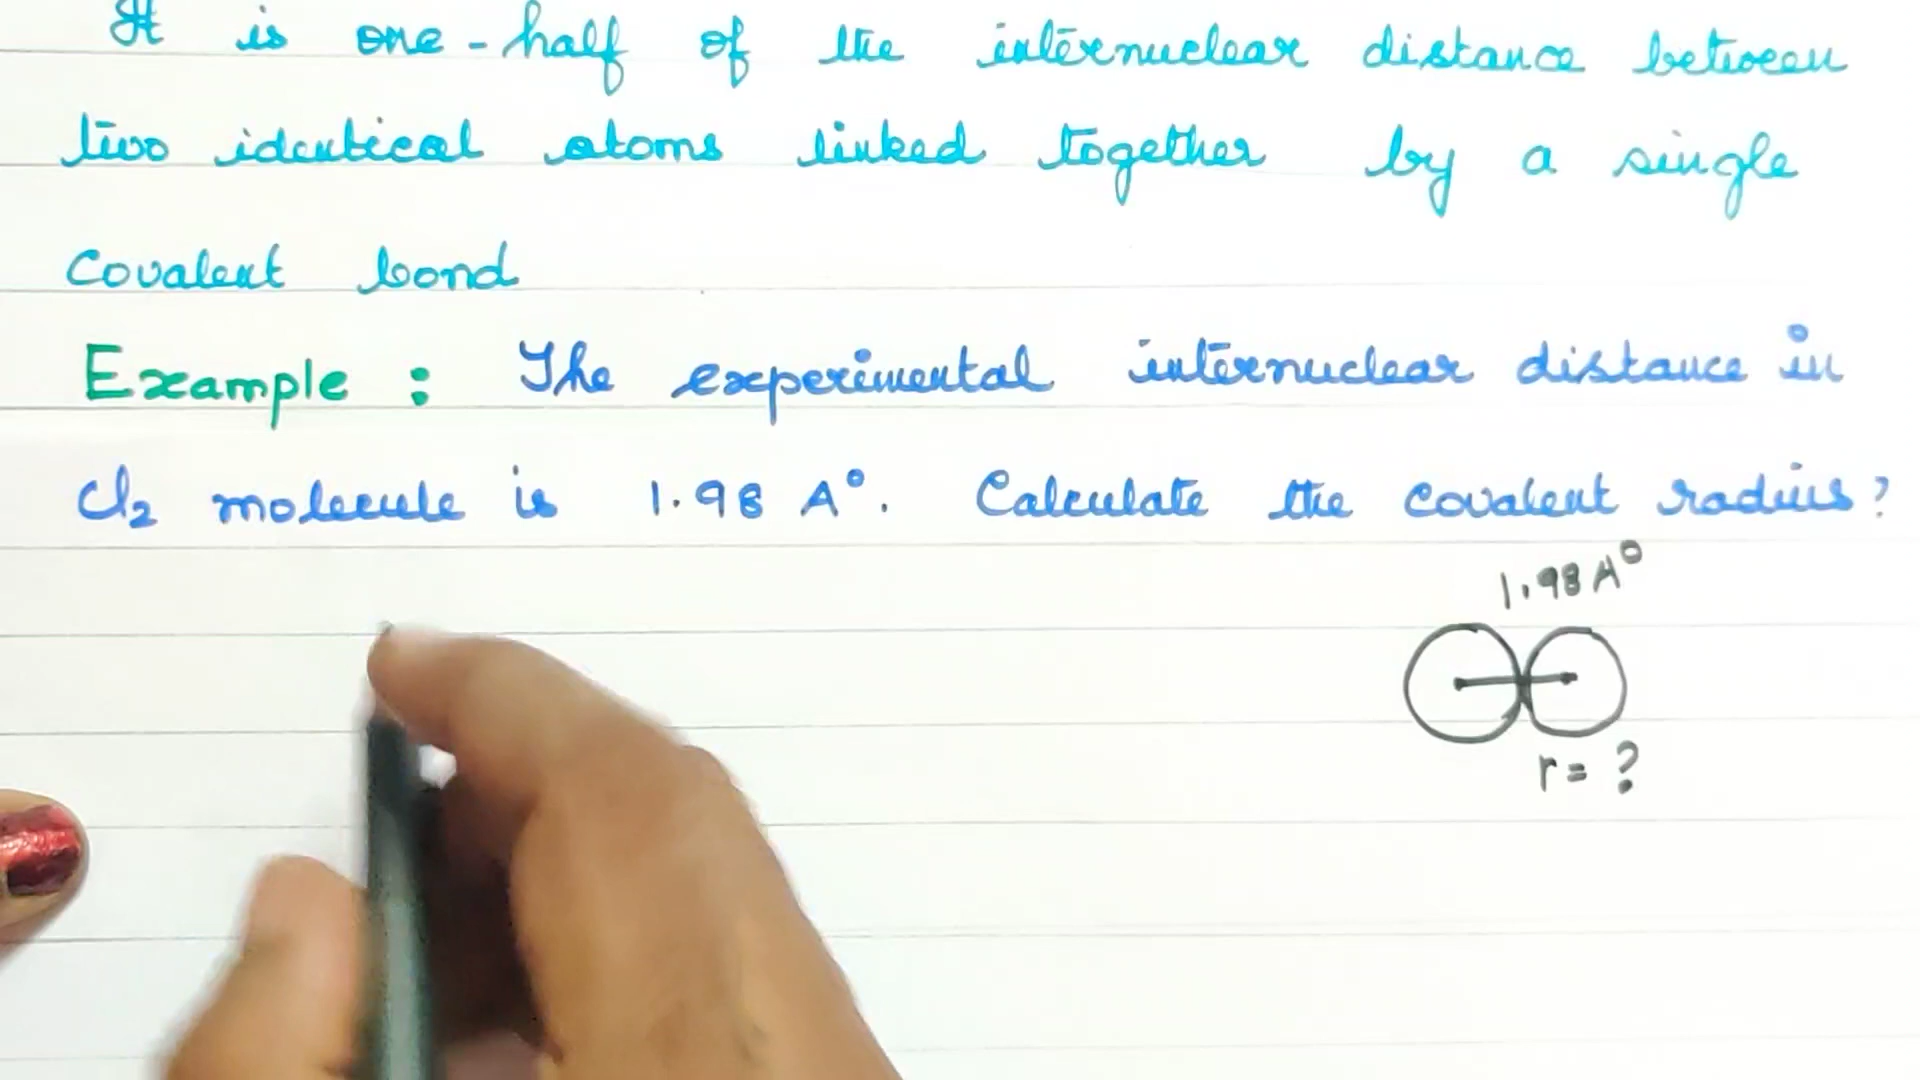 It is one-half of the internuclear distance between
two identical atoms linked together by a single
covalent bond
Example : The experimental internuclear distance in
Cl₂ molecule is 1.98 A°. Calculate the covalent radius?
1.98 A°
r = ?